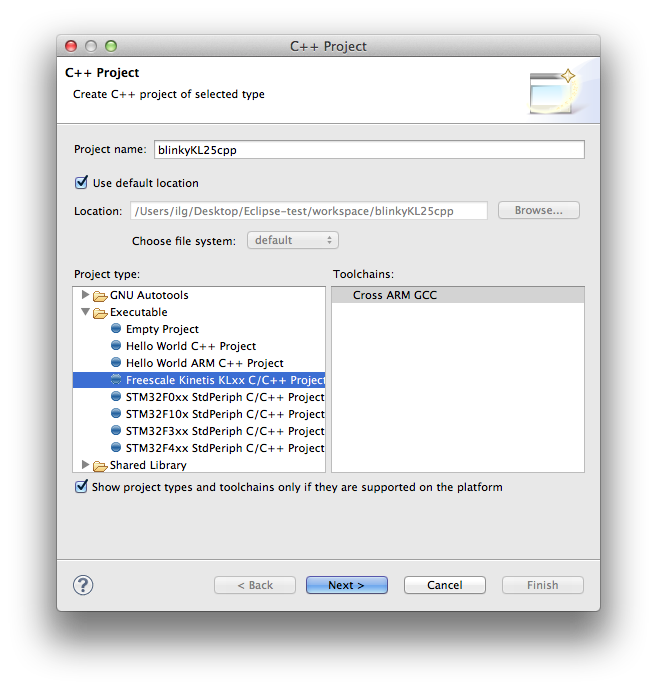 C++ Project
C++ Project
Create C++ project of selected type
Project name: blinkyKL25cpp
Use default location
Location: /Users/ilg/Desktop/Eclipse-test/workspace/blinkyKL25cpp Browse...
Choose file system: default
Project type: Toolchains:
GNU Autotools Cross ARM GCC
Executable
Empty Project
Hello World C++ Project
Hello World ARM C++ Project
Freescale Kinetis KLxx C/C++ Project
STM32F0xx StdPeriph C/C++ Project
STM32F10x StdPeriph C/C++ Project
STM32F3xx StdPeriph C/C++ Project
STM32F4xx StdPeriph C/C++ Project
Shared Library
Show project types and toolchains only if they are supported on the platform
? < Back Next > Cancel Finish